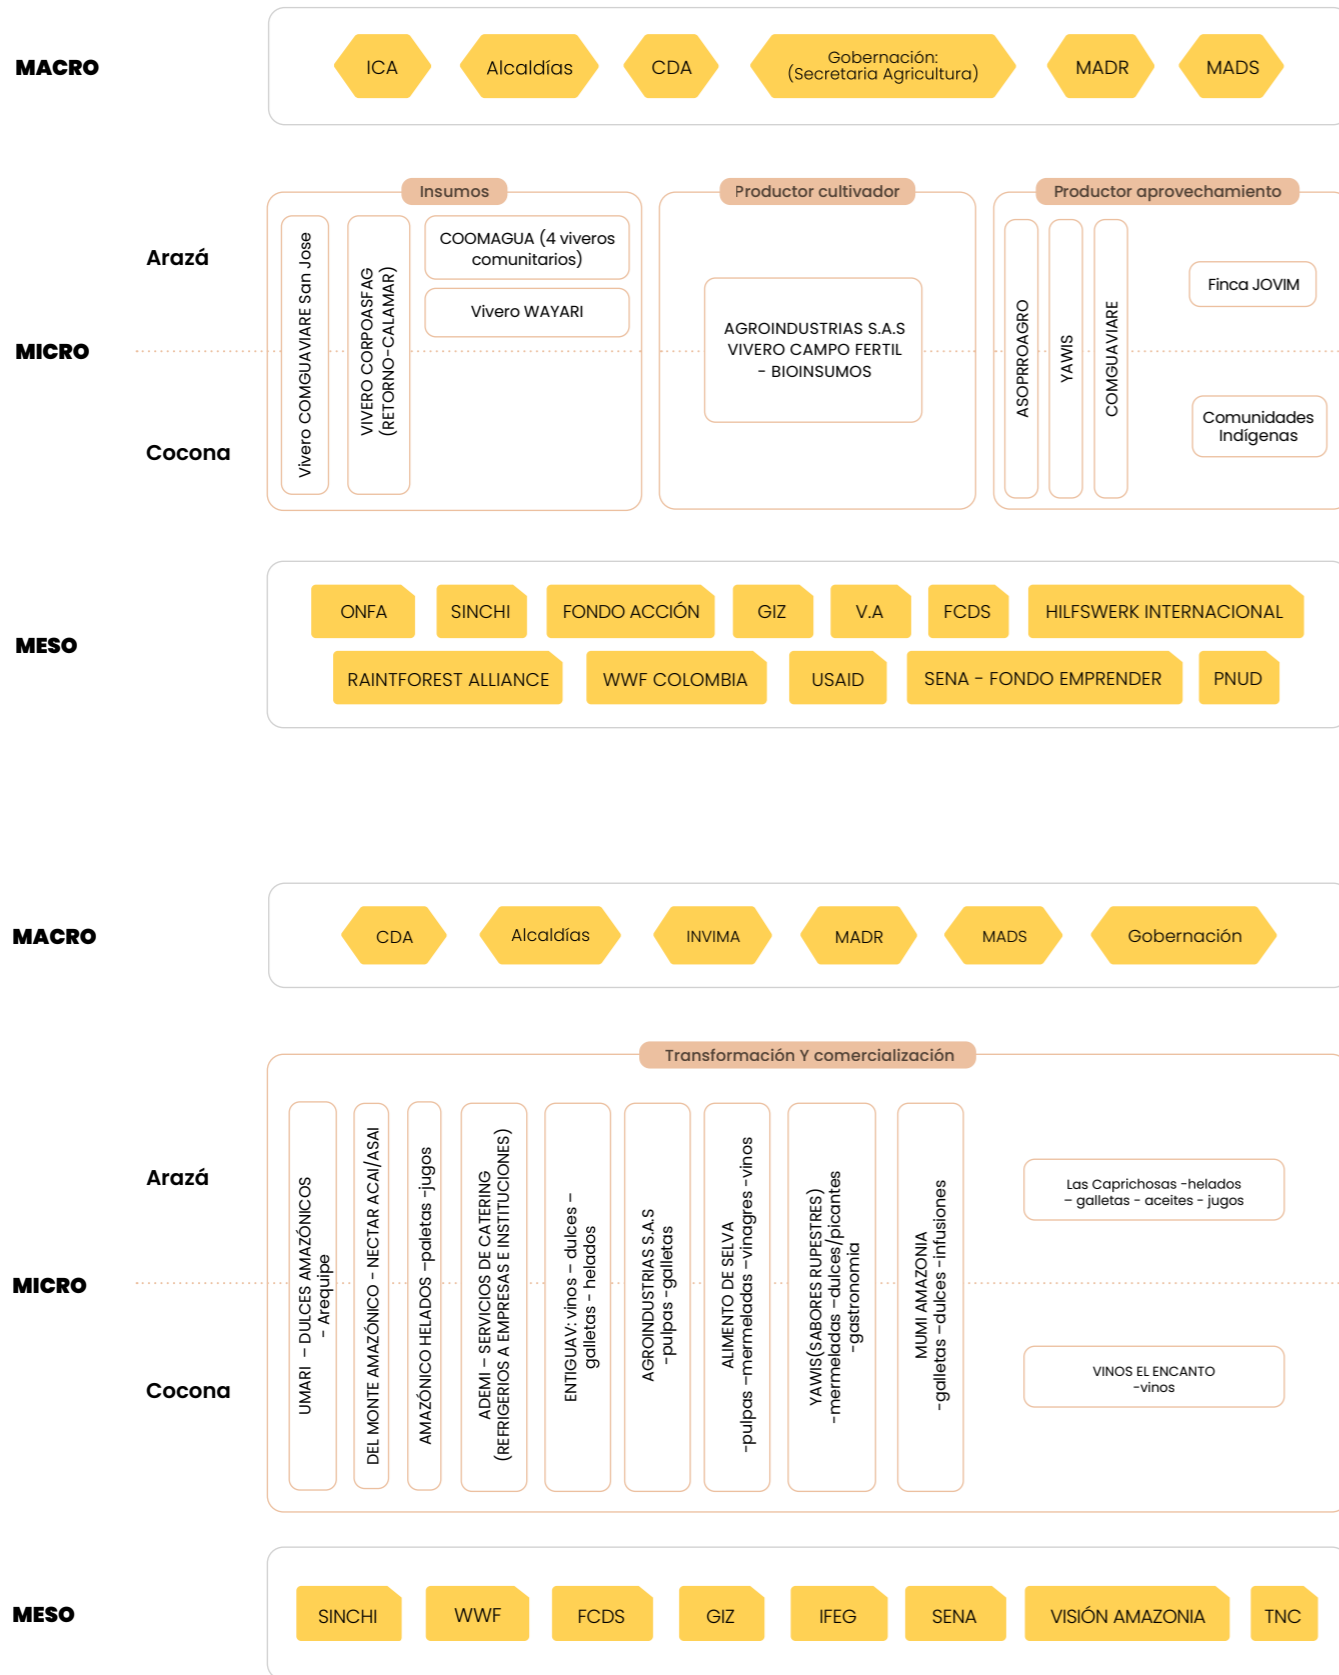 MACRO
ICA
Alcaldías
CDA
Gobernación:
(Secretaria Agricultura)
MADR
MADS
Insumos
Productor cultivador
Productor aprovechamiento
Arazá
MICRO
Cocona
Vivero COMGUAVIARE San Jose
VIVERO CORPOASFAG
(RETORNO-CALAMAR)
COOMAGUA (4 viveros
comunitarios)
Vivero WAYARI
AGROINDUSTRIAS S.A.S
VIVERO CAMPO FERTIL
- BIOINSUMOS
ASOPRROAGRO
YAWIS
COMGUAVIARE
Finca JOVIM
Comunidades
Indígenas
MESO
ONFA
SINCHI
FONDO ACCIÓN
GIZ
V.A
FCDS
HILFSWERK INTERNACIONAL
RAINTFOREST ALLIANCE
WWF COLOMBIA
USAID
SENA - FONDO EMPRENDER
PNUD
MACRO
CDA
Alcaldías
INVIMA
MADR
MADS
Gobernación
Transformación Y comercialización
Arazá
MICRO
Cocona
UMARI – DULCES AMAZÓNICOS
- Arequipe
DEL MONTE AMAZÓNICO - NECTAR ACAI/ASAI
AMAZÓNICO HELADOS -paletas -jugos
ADEMI – SERVICIOS DE CATERING
(REFRIGERIOS A EMPRESAS E INSTITUCIONES)
ENTIGUAV: vinos – dulces –
galletas – helados
AGROINDUSTRIAS S.A.S
-pulpas -galletas
ALIMENTO DE SELVA
-pulpas -mermeladas -vinagres -vinos
YAWIS(SABORES RUPESTRES)
-mermeladas -dulces/picantes
-gastronomía
MUMI AMAZONIA
-galletas -dulces -infusiones
Las Caprichosas -helados
– galletas - aceites - jugos
VINOS EL ENCANTO
-vinos
MESO
SINCHI
WWF
FCDS
GIZ
IFEG
SENA
VISIÓN AMAZONIA
TNC